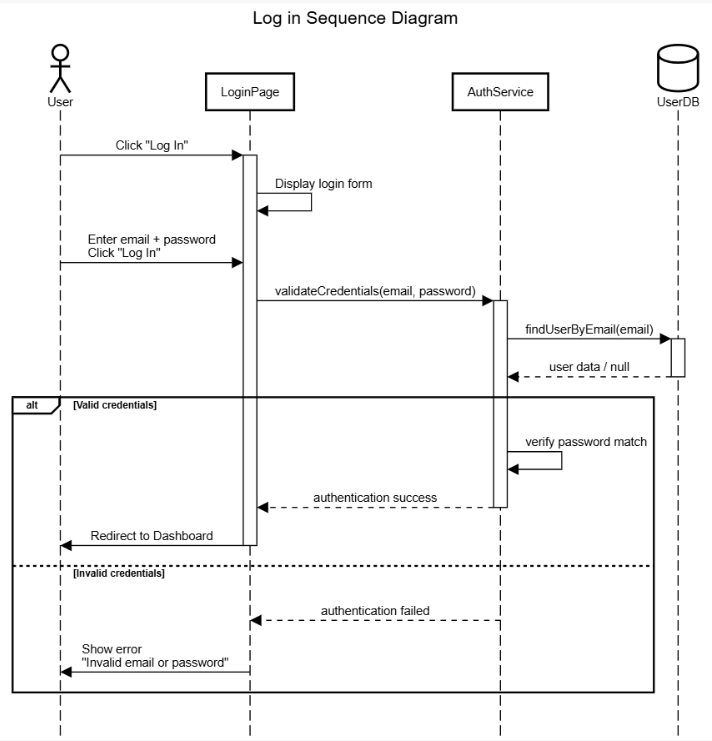 Log in Sequence Diagram
User
LoginPage
AuthService
UserDB
Click "Log In"
Display login form
Enter email + password
Click "Log In"
validateCredentials(email, password)
findUserByEmail(email)
user data / null
alt
[Valid credentials]
verify password match
authentication success
Redirect to Dashboard
[Invalid credentials]
authentication failed
Show error
"Invalid email or password"